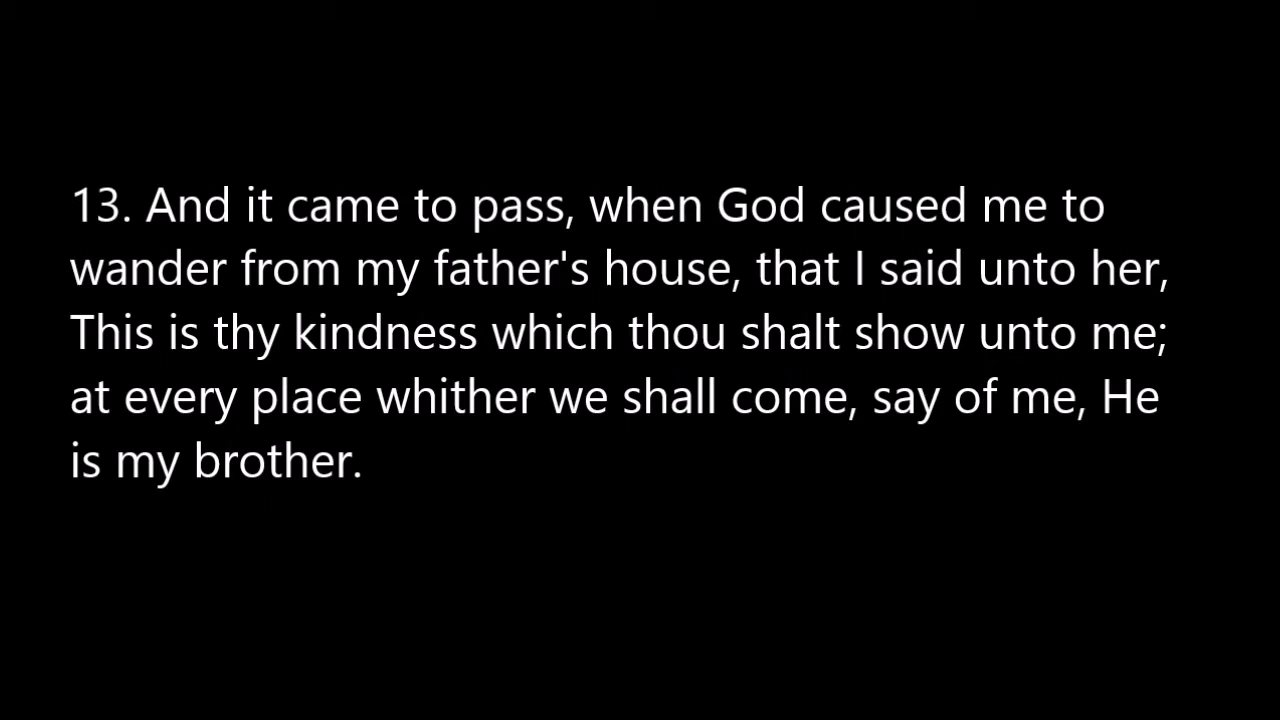 13. And it came to pass, when God caused me to
wander from my father's house, that I said unto her,
This is thy kindness which thou shalt show unto me;
at every place whither we shall come, say of me, He
is my brother.